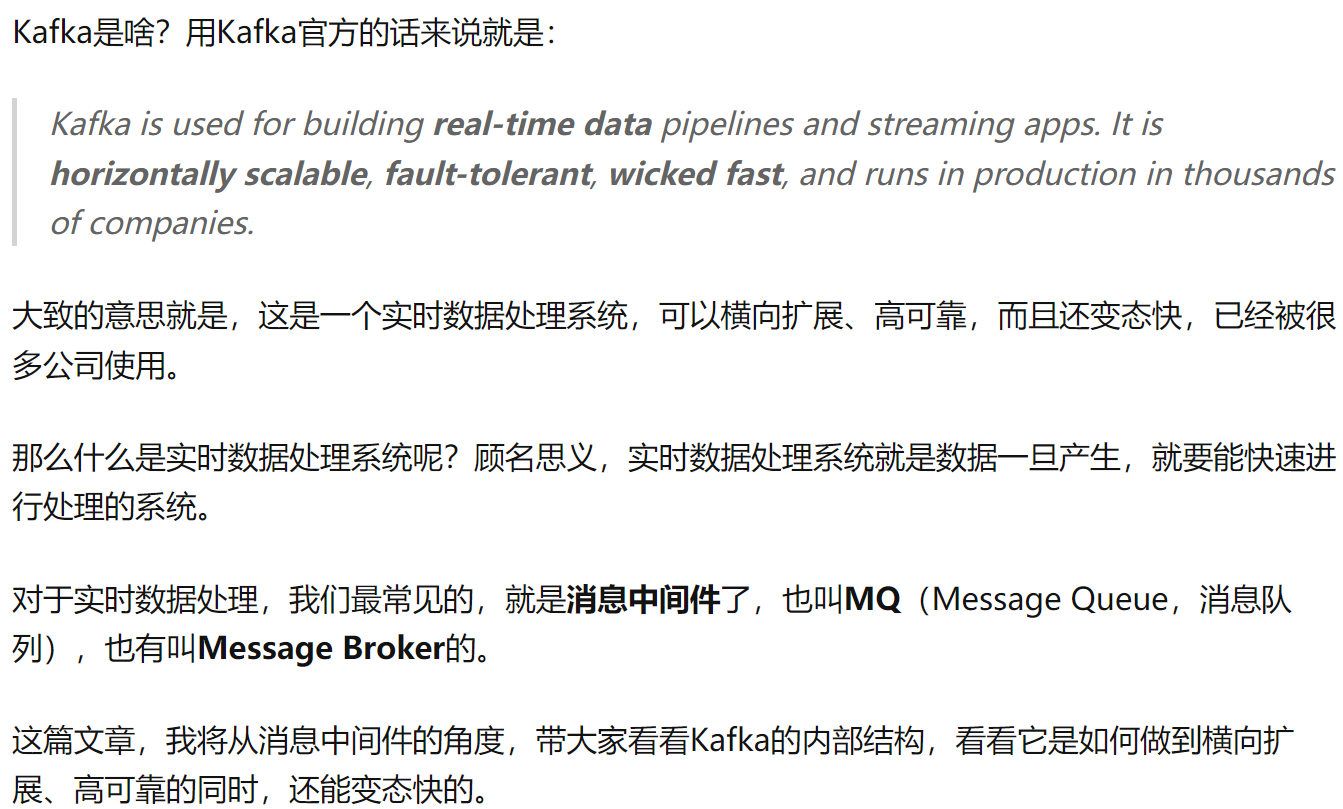 Kafka是啥？用Kafka官方的话来说就是：
Kafka is used for building real-time data pipelines and streaming apps. It is
horizontally scalable, fault-tolerant, wicked fast, and runs in production in thousands
of companies.
大致的意思就是，这是一个实时数据处理系统，可以横向扩展、高可靠，而且还变态快，已经被很
多公司使用。
那么什么是实时数据处理系统呢？顾名思义，实时数据处理系统就是数据一旦产生，就要能快速进
行处理的系统。
对于实时数据处理，我们最常见的，就是消息中间件了，也叫MQ（Message Queue，消息队
列），也有叫Message Broker的。
这篇文章，我将从消息中间件的角度，带大家看看Kafka的内部结构，看看它是如何做到横向扩
展、高可靠的同时，还能变态快的。